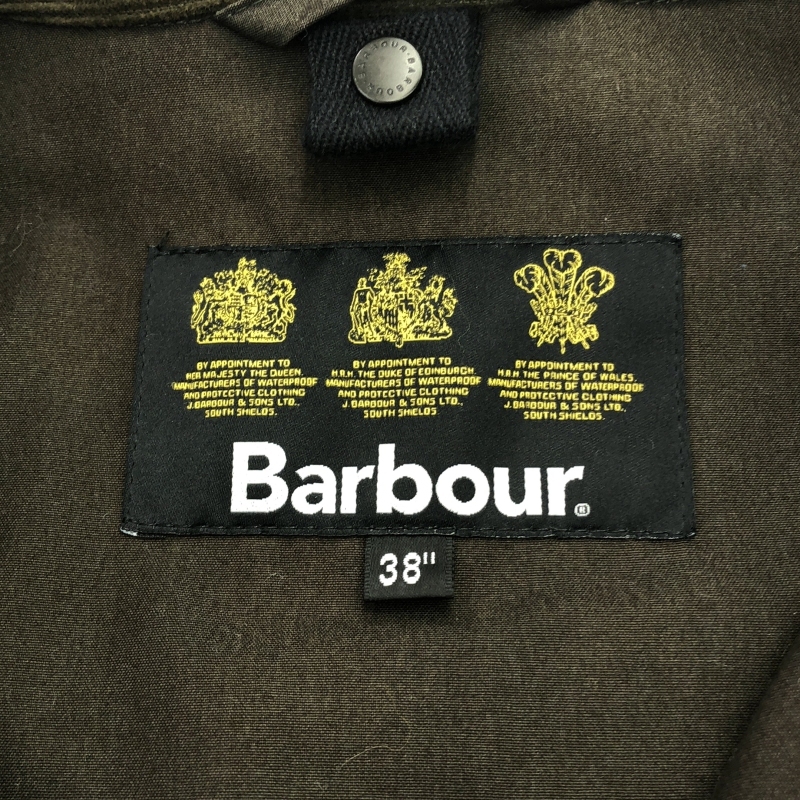 BARBOUR · BARBOUR
BY APPOINTMENT TO
HER MAJESTY THE QUEEN,
MANUFACTURERS OF WATERPROOF
AND PROTECTIVE CLOTHING
J. BARBOUR & SONS LTD.,
SOUTH SHIELDS
BY APPOINTMENT TO
H.R.H. THE DUKE OF EDINBURGH,
MANUFACTURERS OF WATERPROOF
AND PROTECTIVE CLOTHING
J. BARBOUR & SONS LTD.,
SOUTH SHIELDS.
BY APPOINTMENT TO
H.R.H. THE PRINCE OF WALES,
MANUFACTURERS OF WATERPROOF
AND PROTECTIVE CLOTHING
J. BARBOUR & SONS LTD.,
SOUTH SHIELDS.
Barbour®
38"